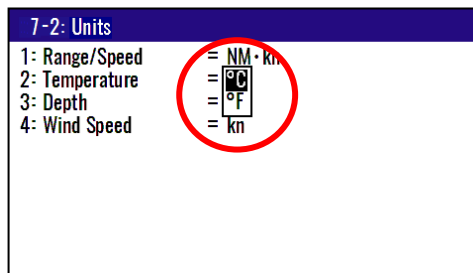 7-2: Units
1: Range/Speed = NM・kn
2: Temperature = °C
3: Depth = °F
4: Wind Speed = kn